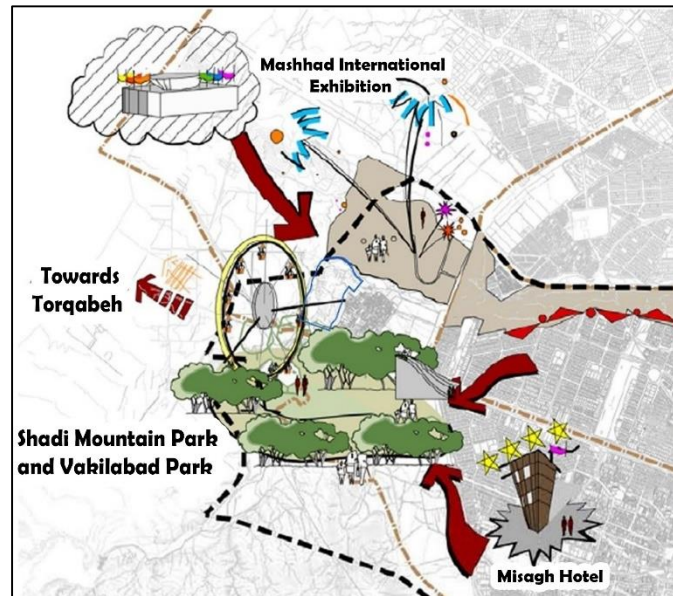 Mashhad International
Exhibition
Towards
Torqabeh
Shadi Mountain Park
and Vakilabad Park
Misagh Hotel